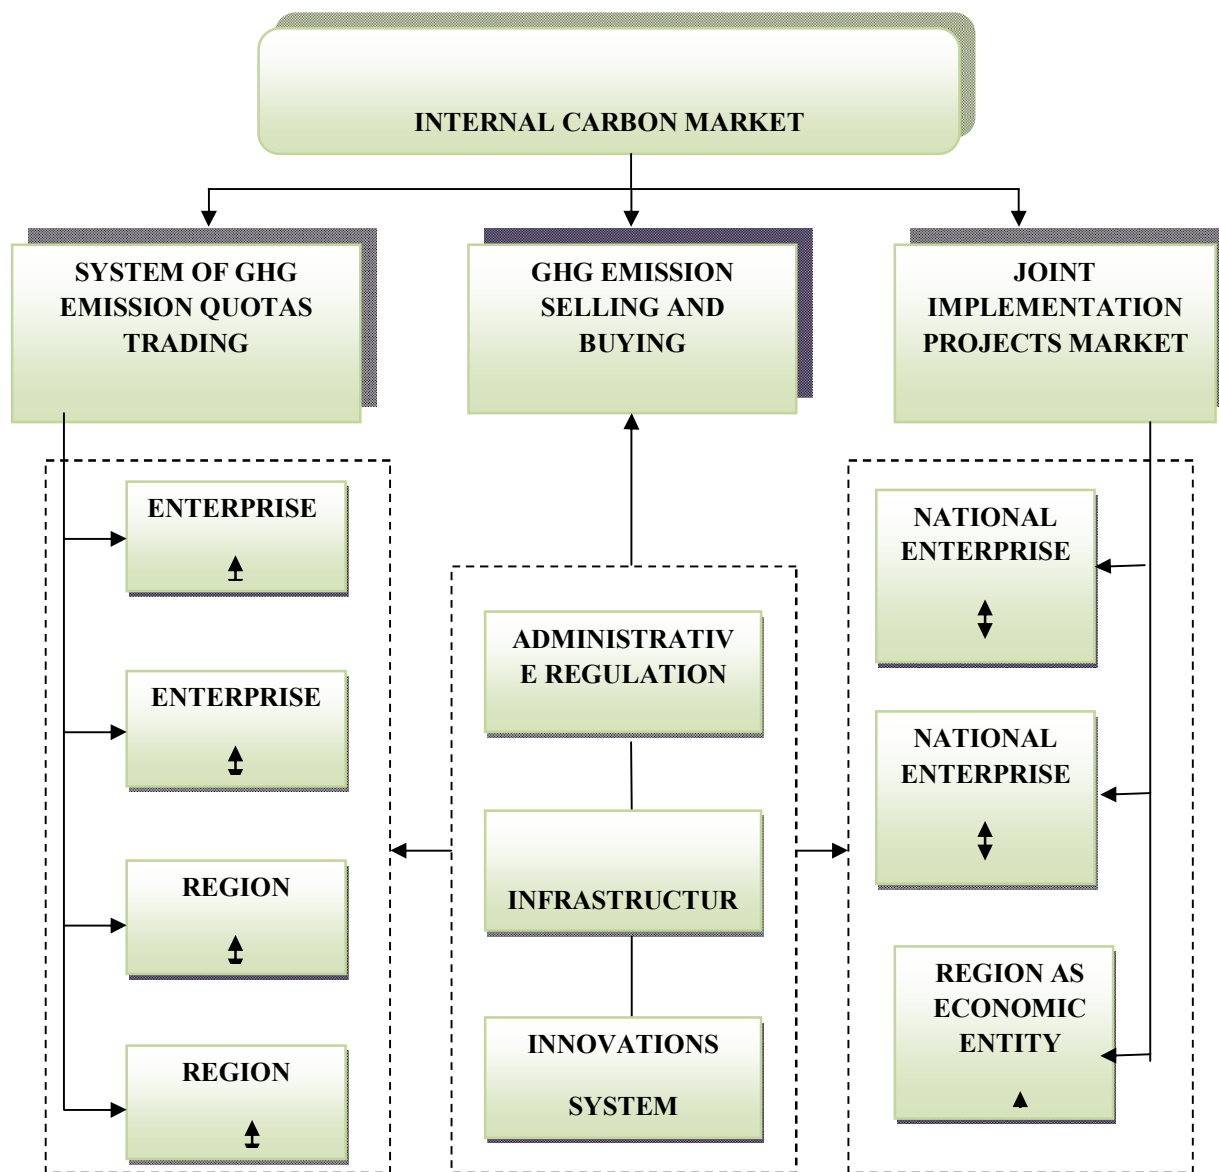 INTERNAL CARBON MARKET
SYSTEM OF GHG
EMISSION QUOTAS
TRADING
GHG EMISSION
SELLING AND
BUYING
JOINT
IMPLEMENTATION
PROJECTS MARKET
ENTERPRISE
ENTERPRISE
REGION
REGION
ADMINISTRATIV
E REGULATION
INFRASTRUCTUR
INNOVATIONS
SYSTEM
NATIONAL
ENTERPRISE
NATIONAL
ENTERPRISE
REGION AS
ECONOMIC
ENTITY